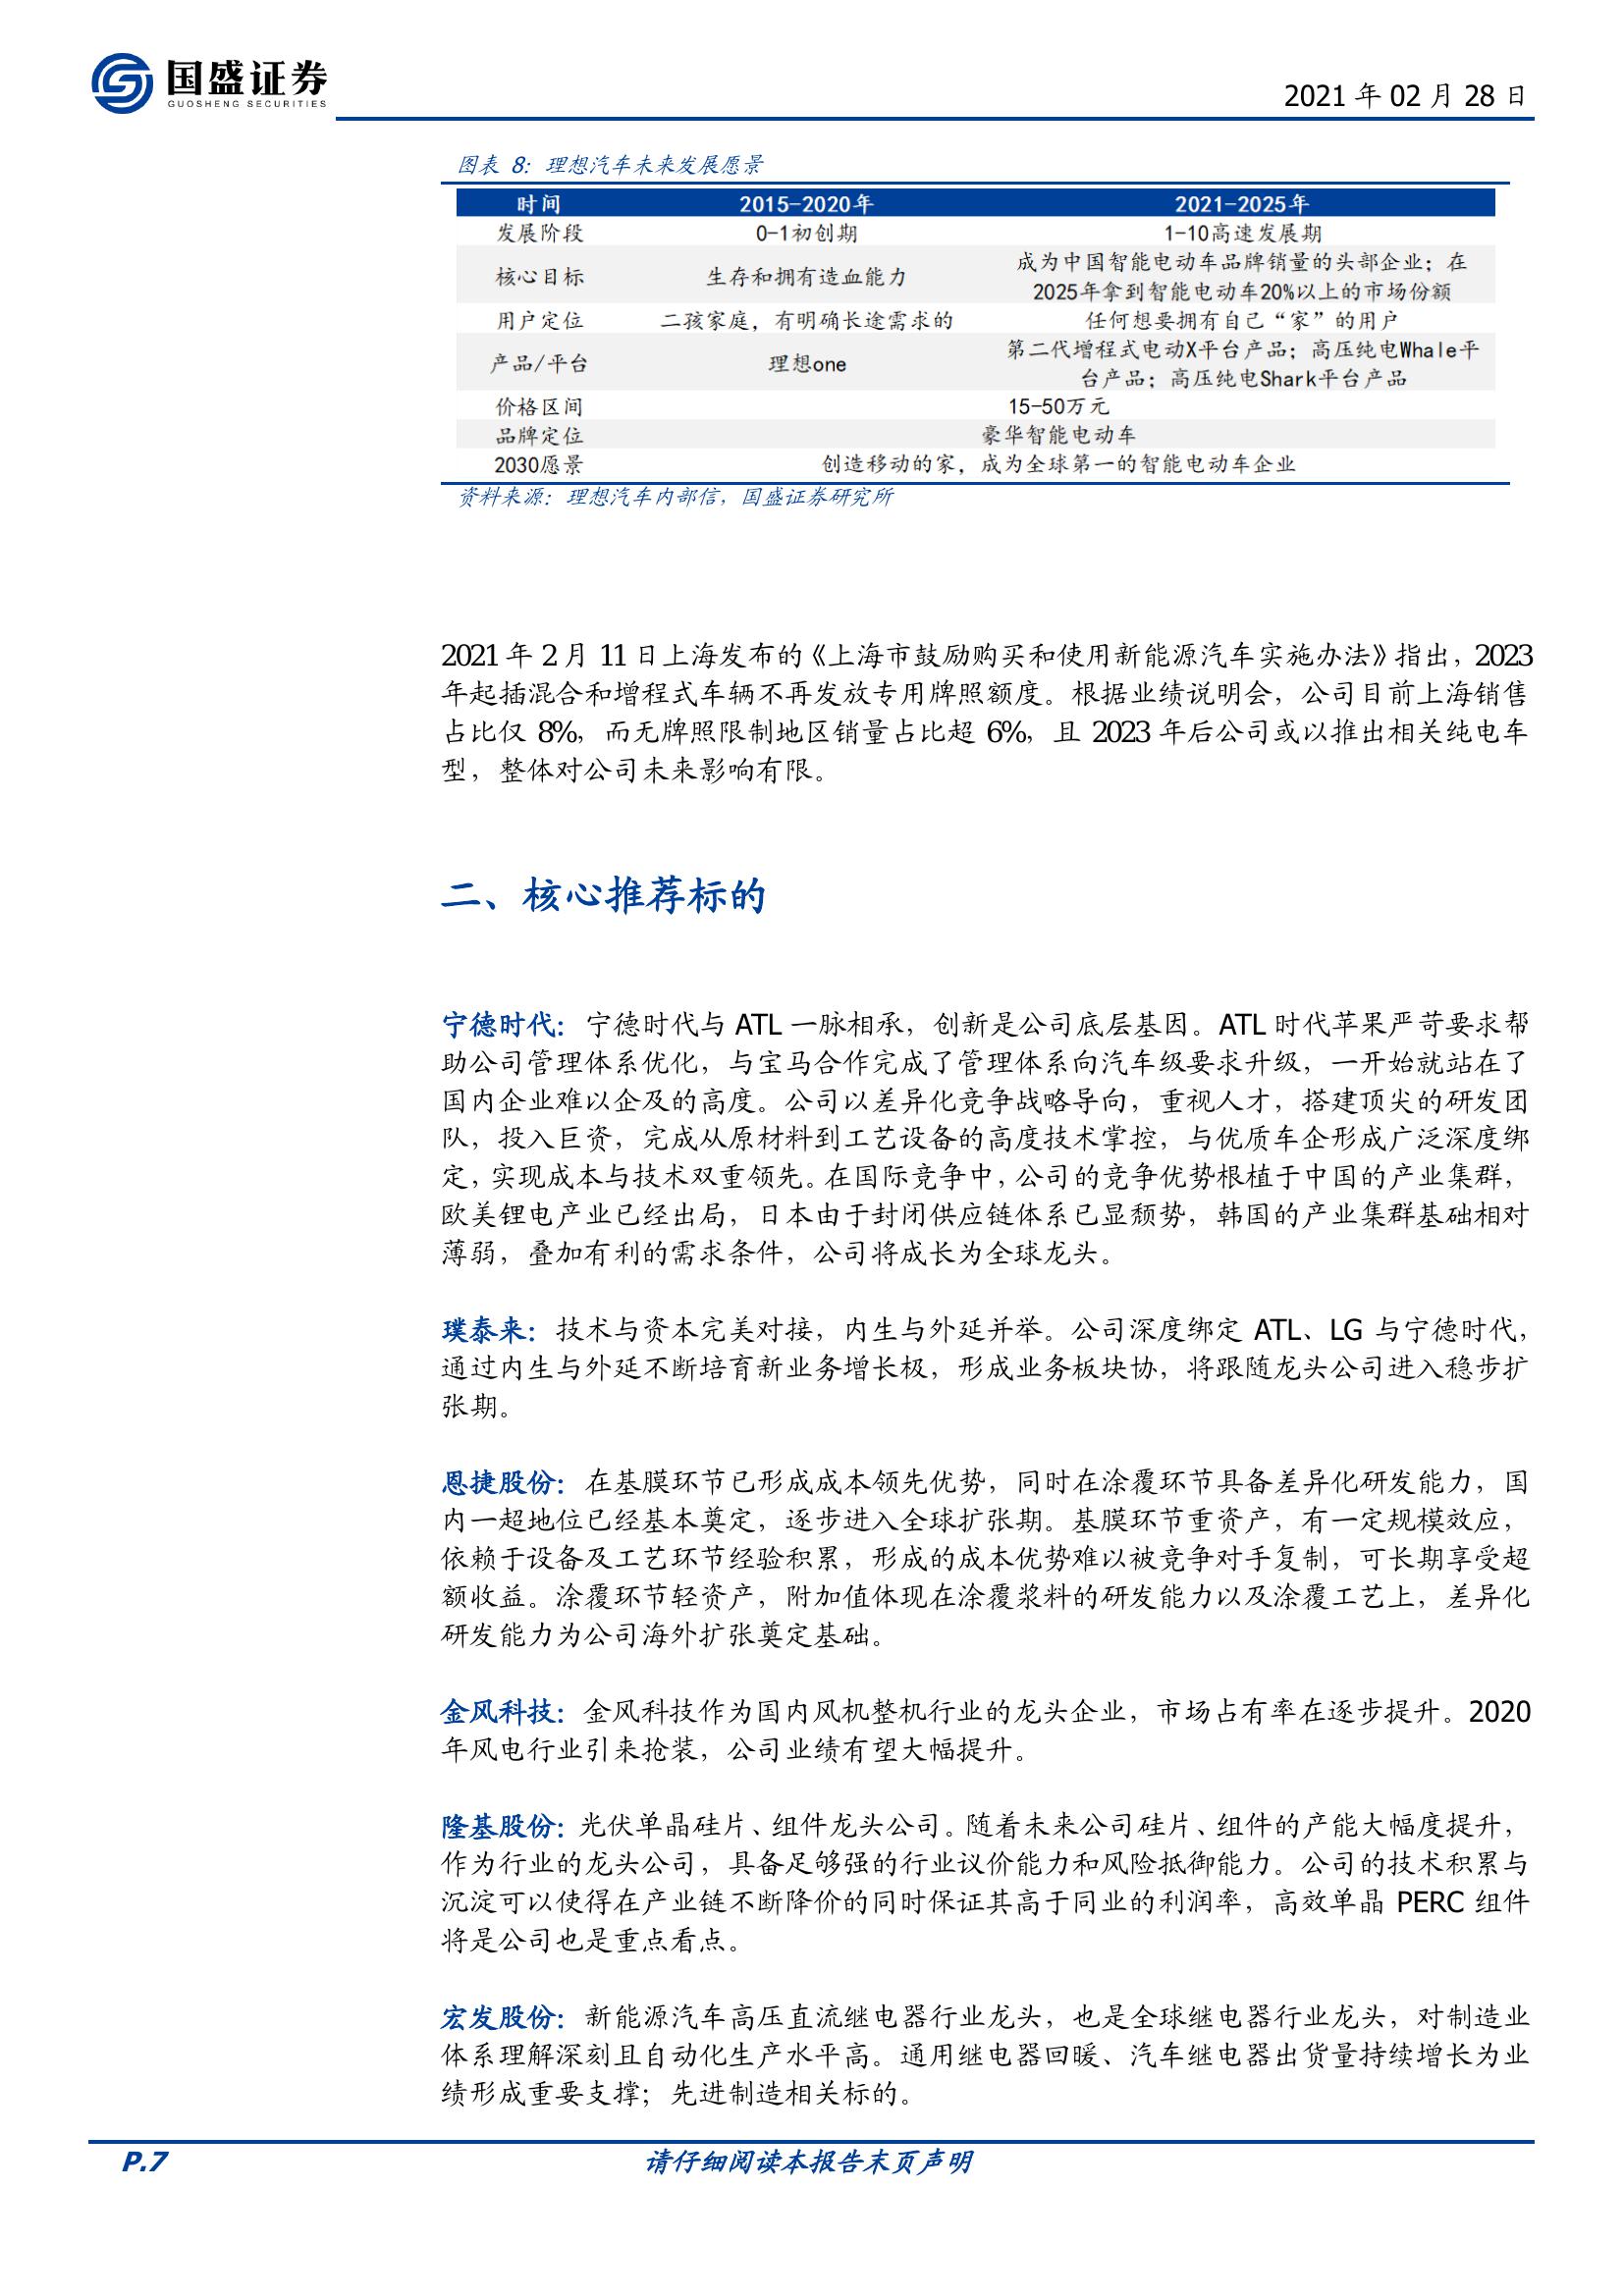 国盛证券
GUOSHENG SECURITIES
2021 年 02 月 28 日
图表 8：理想汽车未来发展愿景
时间 2015-2020年 2021-2025年
发展阶段 0-1初创期 1-10高速发展期
核心目标 生存和拥有造血能力 成为中国智能电动车品牌销量的头部企业；在
2025年拿到智能电动车20%以上的市场份额
用户定位 二孩家庭，有明确长途需求的 任何想要拥有自己“家”的用户
产品/平台 理想one 第二代增程式电动X平台产品；高压纯电Whale平
台产品；高压纯电Shark平台产品
价格区间 15-50万元
品牌定位 豪华智能电动车
2030愿景 创造移动的家，成为全球第一的智能电动车企业
资料来源：理想汽车内部信，国盛证券研究所
2021 年 2 月 11 日上海发布的《上海市鼓励购买和使用新能源汽车实施办法》指出，2023
年起插混合和增程式车辆不再发放专用牌照额度。根据业绩说明会，公司目前上海销售
占比仅 8%，而无牌照限制地区销量占比超 6%，且 2023 年后公司或以推出相关纯电车
型，整体对公司未来影响有限。
二、核心推荐标的
宁德时代：宁德时代与 ATL 一脉相承，创新是公司底层基因。ATL 时代苹果严苛要求帮
助公司管理体系优化，与宝马合作完成了管理体系向汽车级要求升级，一开始就站在了
国内企业难以企及的高度。公司以差异化竞争战略导向，重视人才，搭建顶尖的研发团
队，投入巨资，完成从原材料到工艺设备的高度技术掌控，与优质车企形成广泛深度绑
定，实现成本与技术双重领先。在国际竞争中，公司的竞争优势根植于中国的产业集群，
欧美锂电产业已经出局，日本由于封闭供应链体系已显颓势，韩国的产业集群基础相对
薄弱，叠加有利的需求条件，公司将成长为全球龙头。
璞泰来：技术与资本完美对接，内生与外延并举。公司深度绑定 ATL、LG 与宁德时代，
通过内生与外延不断培育新业务增长极，形成业务板块协，将跟随龙头公司进入稳步扩
张期。
恩捷股份：在基膜环节已形成成本领先优势，同时在涂覆环节具备差异化研发能力，国
内一超地位已经基本奠定，逐步进入全球扩张期。基膜环节重资产，有一定规模效应，
依赖于设备及工艺环节经验积累，形成的成本优势难以被竞争对手复制，可长期享受超
额收益。涂覆环节轻资产，附加值体现在涂覆浆料的研发能力以及涂覆工艺上，差异化
研发能力为公司海外扩张奠定基础。
金风科技：金风科技作为国内风机整机行业的龙头企业，市场占有率在逐步提升。2020
年风电行业引来抢装，公司业绩有望大幅提升。
隆基股份：光伏单晶硅片、组件龙头公司。随着未来公司硅片、组件的产能大幅度提升，
作为行业的龙头公司，具备足够强的行业议价能力和风险抵御能力。公司的技术积累与
沉淀可以使得在产业链不断降价的同时保证其高于同业的利润率，高效单晶 PERC 组件
将是公司也是重点看点。
宏发股份：新能源汽车高压直流继电器行业龙头，也是全球继电器行业龙头，对制造业
体系理解深刻且自动化生产水平高。通用继电器回暖、汽车继电器出货量持续增长为业
绩形成重要支撑；先进制造相关标的。
P.7 请仔细阅读本报告末页声明